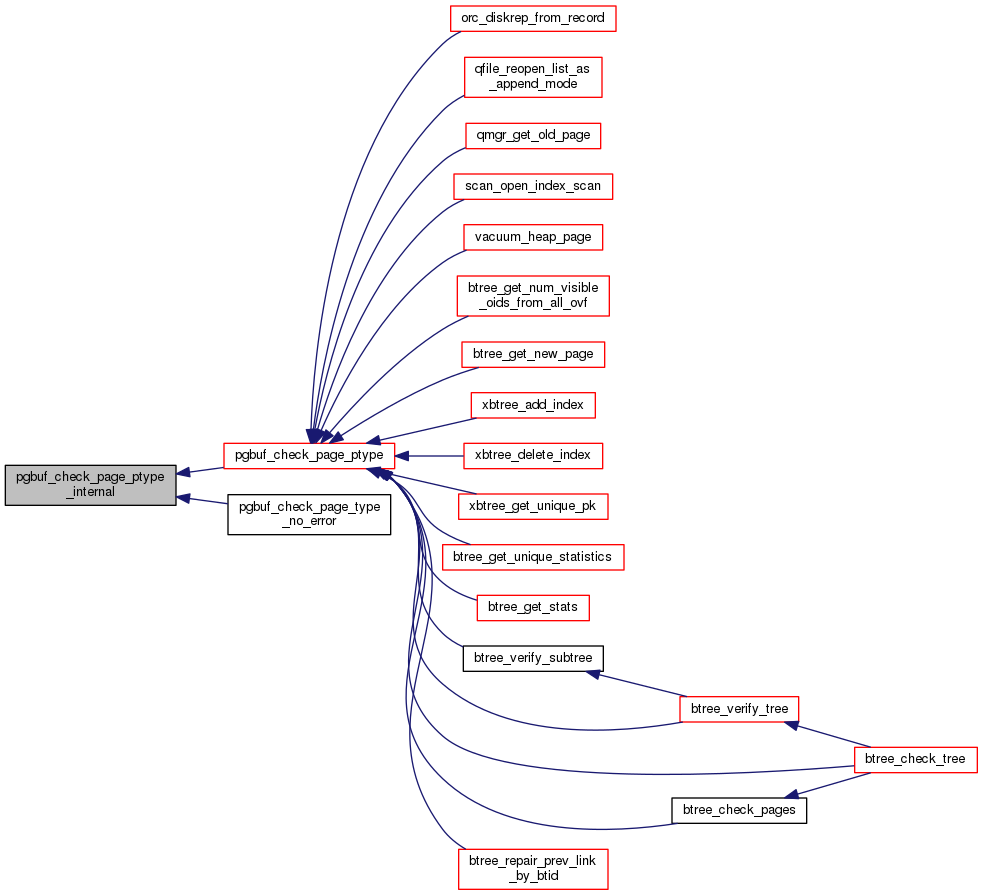 orc_diskrep_from_record
qfile_reopen_list_as
_append_mode
qmgr_get_old_page
scan_open_index_scan
vacuum_heap_page
btree_get_num_visible
_oids_from_all_ovf
btree_get_new_page
xbtree_add_index
pgbuf_check_page_ptype
xbtree_delete_index
pgbuf_check_page_ptype
_internal
pgbuf_check_page_type
_no_error
xbtree_get_unique_pk
btree_get_unique_statistics
btree_get_stats
btree_verify_subtree
btree_verify_tree
btree_check_tree
btree_check_pages
btree_repair_prev_link
_by_btid